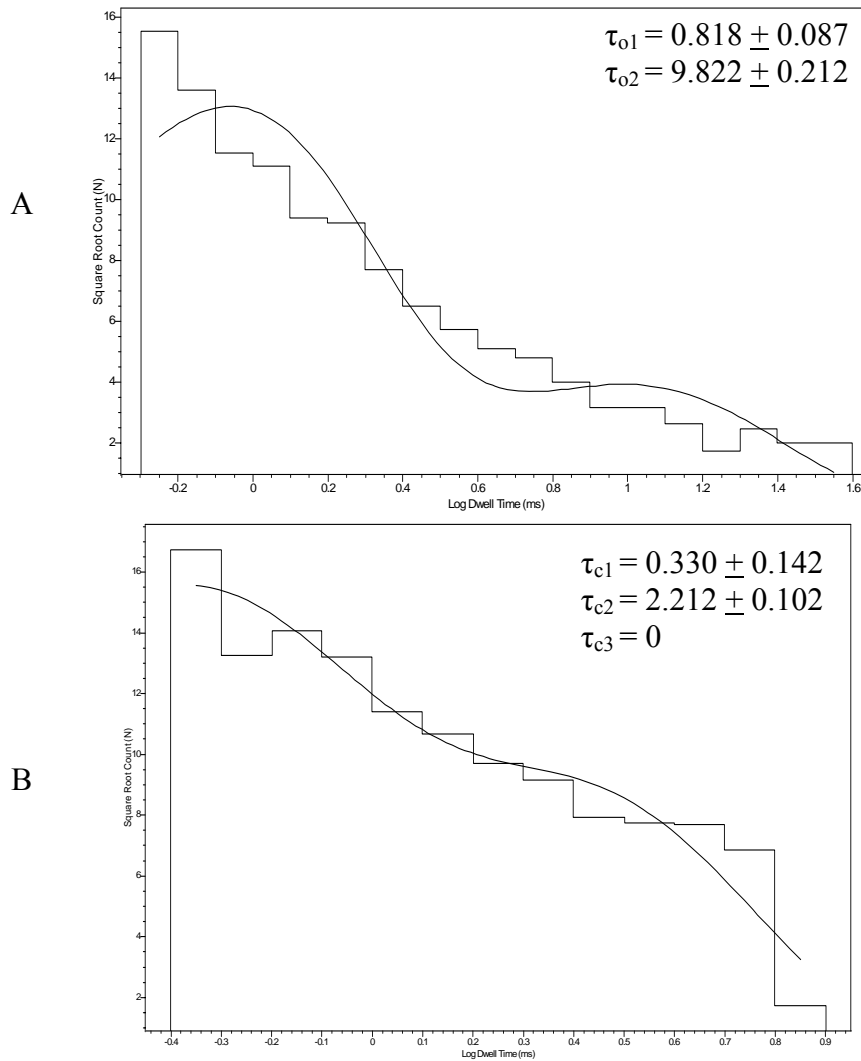 A
τo1 = 0.818 ± 0.087
τo2 = 9.822 ± 0.212
Square Root Count (N)
16
14
12
10
8
6
4
2
-0.2 0 0.2 0.4 0.6 0.8 1 1.2 1.4 1.6
Log Dwell Time (ms)
B
τc1 = 0.330 ± 0.142
τc2 = 2.212 ± 0.102
τc3 = 0
Square Root Count (N)
16
14
12
10
8
6
4
2
-0.4 -0.3 -0.2 -0.1 0 0.1 0.2 0.3 0.4 0.5 0.6 0.7 0.8 0.9
Log Dwell Time (ms)